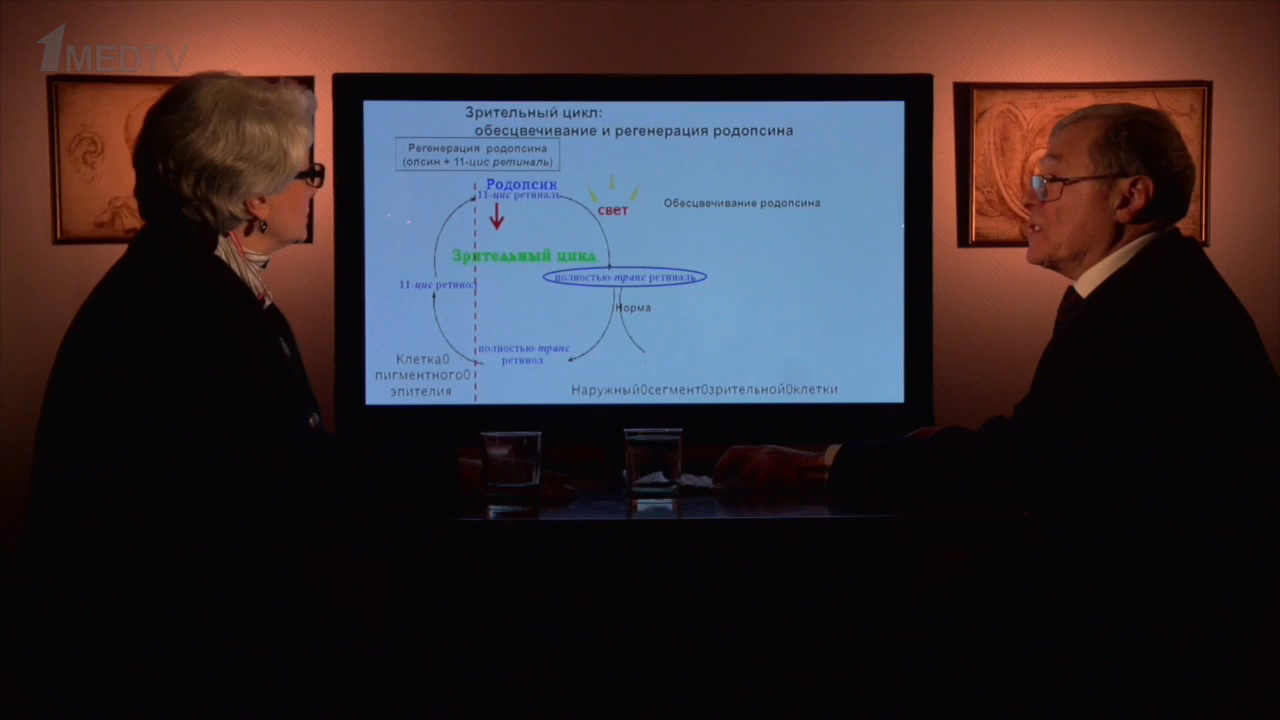 1MEDTV
Зрительный цикл:
обесцвечивание и регенерация родопсина
Регенерация родопсина
(опсин + 11-цис ретиналь)
Родопсин
11-цис ретиналь
свет
Обесцвечивание родопсина
Зрительный цикл
полностью-транс ретиналь
11-цис ретинол
Норма
полностью-транс
ретинол
Клетка0
пигментного0
эпителия
Наружный0сегмент0зрительной0клетки